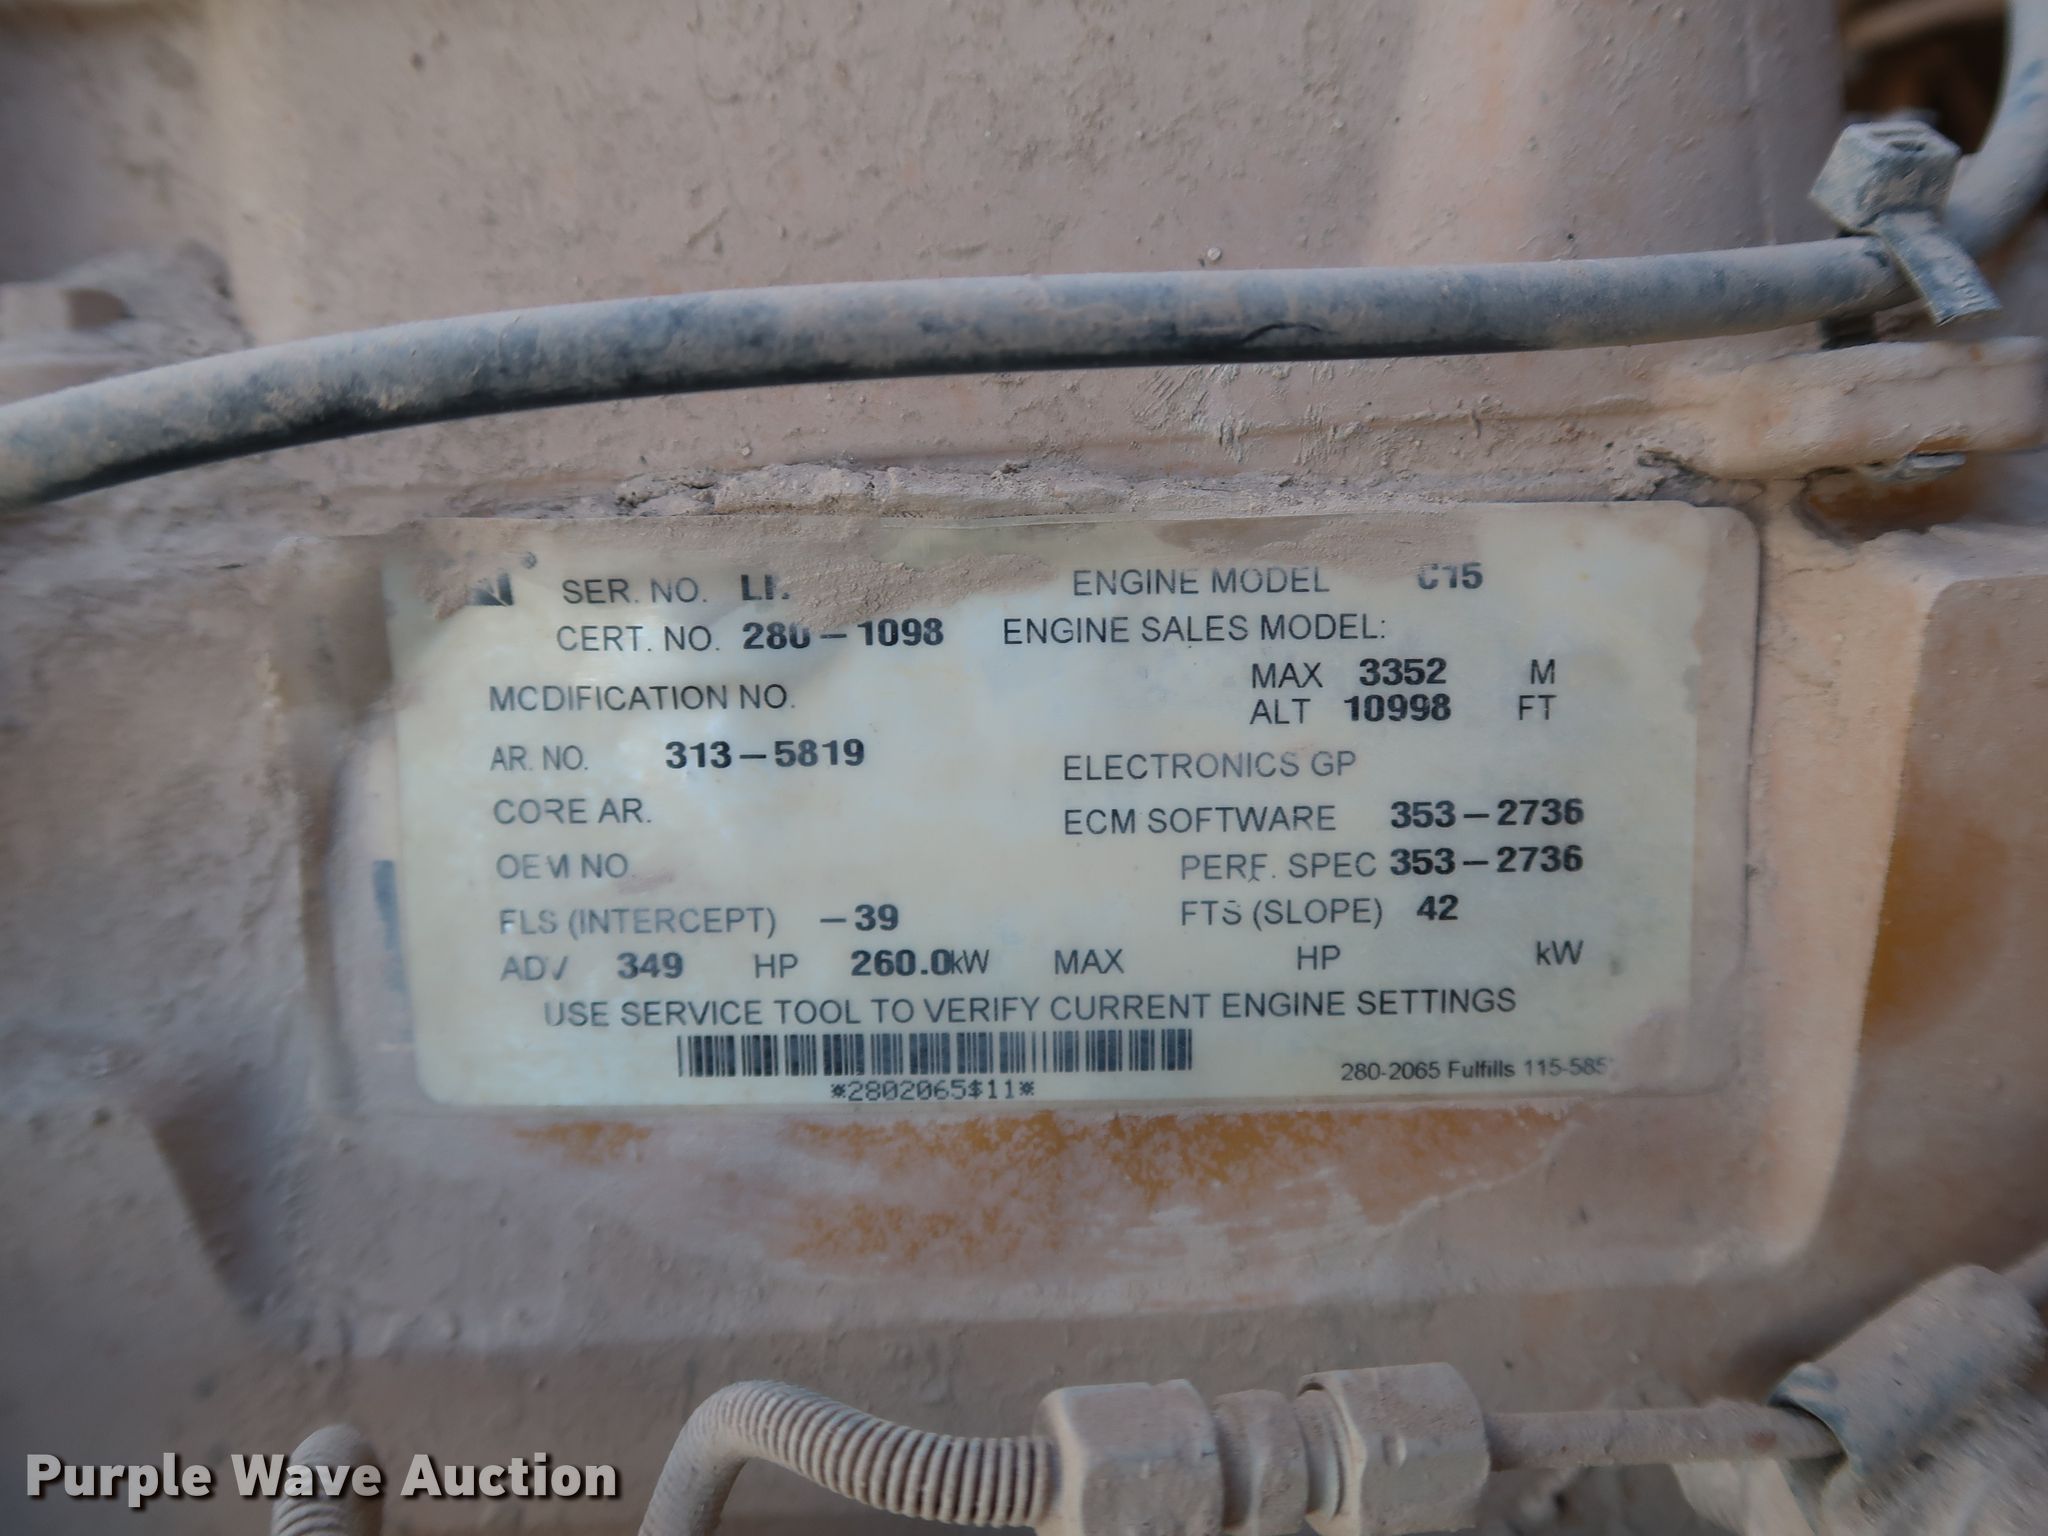 SER. NO. ENGINE MODEL C15
CERT. NO. 280-1098 ENGINE SALES MODEL:
MODIFICATION NO. MAX 3352 M
ALT 10998 FT
AR. NO. 313-5819 ELECTRONICS GP
CORE AR. ECM SOFTWARE 353-2736
OEM NO. PERF. SPEC 353-2736
FLS (INTERCEPT) -39 FTS (SLOPE) 42
ADV 349 HP 260.0kW MAX HP kW
USE SERVICE TOOL TO VERIFY CURRENT ENGINE SETTINGS
*2802065$11*
280-2065 Fulfills
Purple Wave Auction